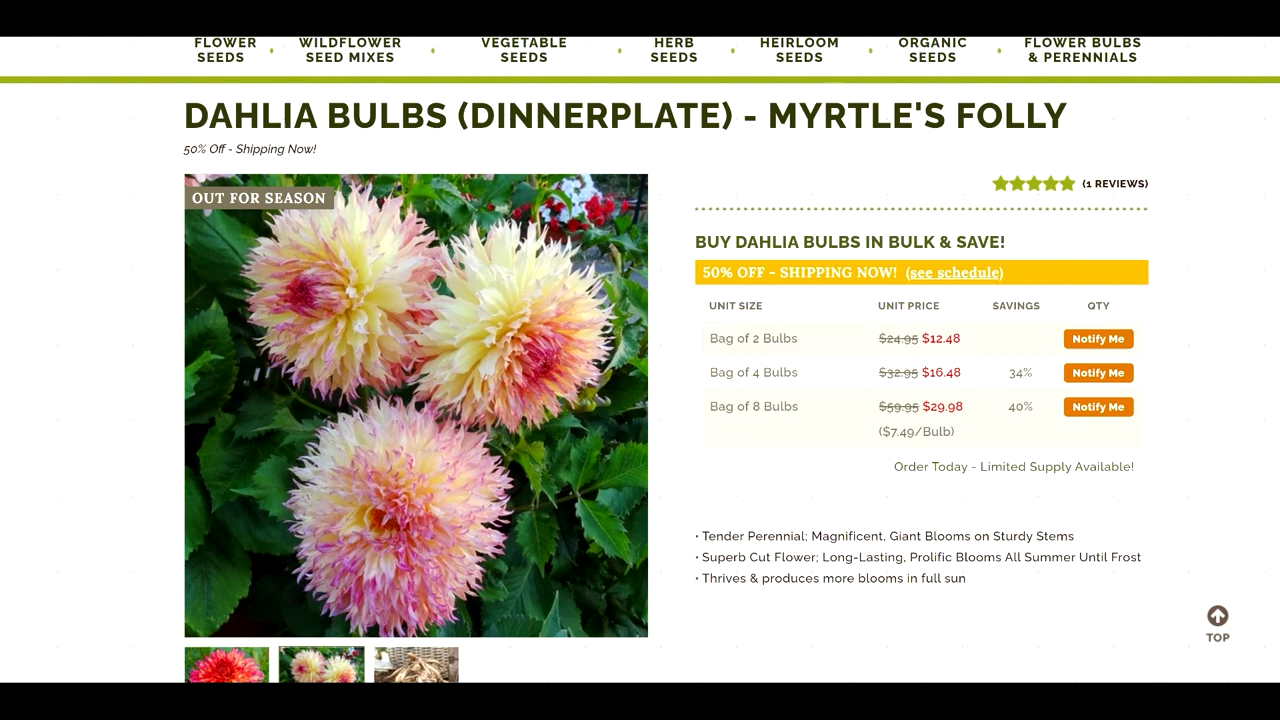 FLOWER SEEDS
WILDFLOWER SEED MIXES
VEGETABLE SEEDS
HERB SEEDS
HEIRLOOM SEEDS
ORGANIC SEEDS
FLOWER BULBS & PERENNIALS
DAHLIA BULBS (DINNERPLATE) - MYRTLE'S FOLLY
50% Off - Shipping Now!
OUT FOR SEASON
(1 REVIEWS)
BUY DAHLIA BULBS IN BULK & SAVE!
50% OFF - SHIPPING NOW! (see schedule)
UNIT SIZE UNIT PRICE SAVINGS QTY
Bag of 2 Bulbs $24.95 $12.48 Notify Me
Bag of 4 Bulbs $32.95 $16.48 34% Notify Me
Bag of 8 Bulbs $59.95 $29.98 40% Notify Me
($7.49/Bulb)
Order Today - Limited Supply Available!
• Tender Perennial; Magnificent, Giant Blooms on Sturdy Stems
• Superb Cut Flower; Long-Lasting, Prolific Blooms All Summer Until Frost
• Thrives & produces more blooms in full sun
TOP